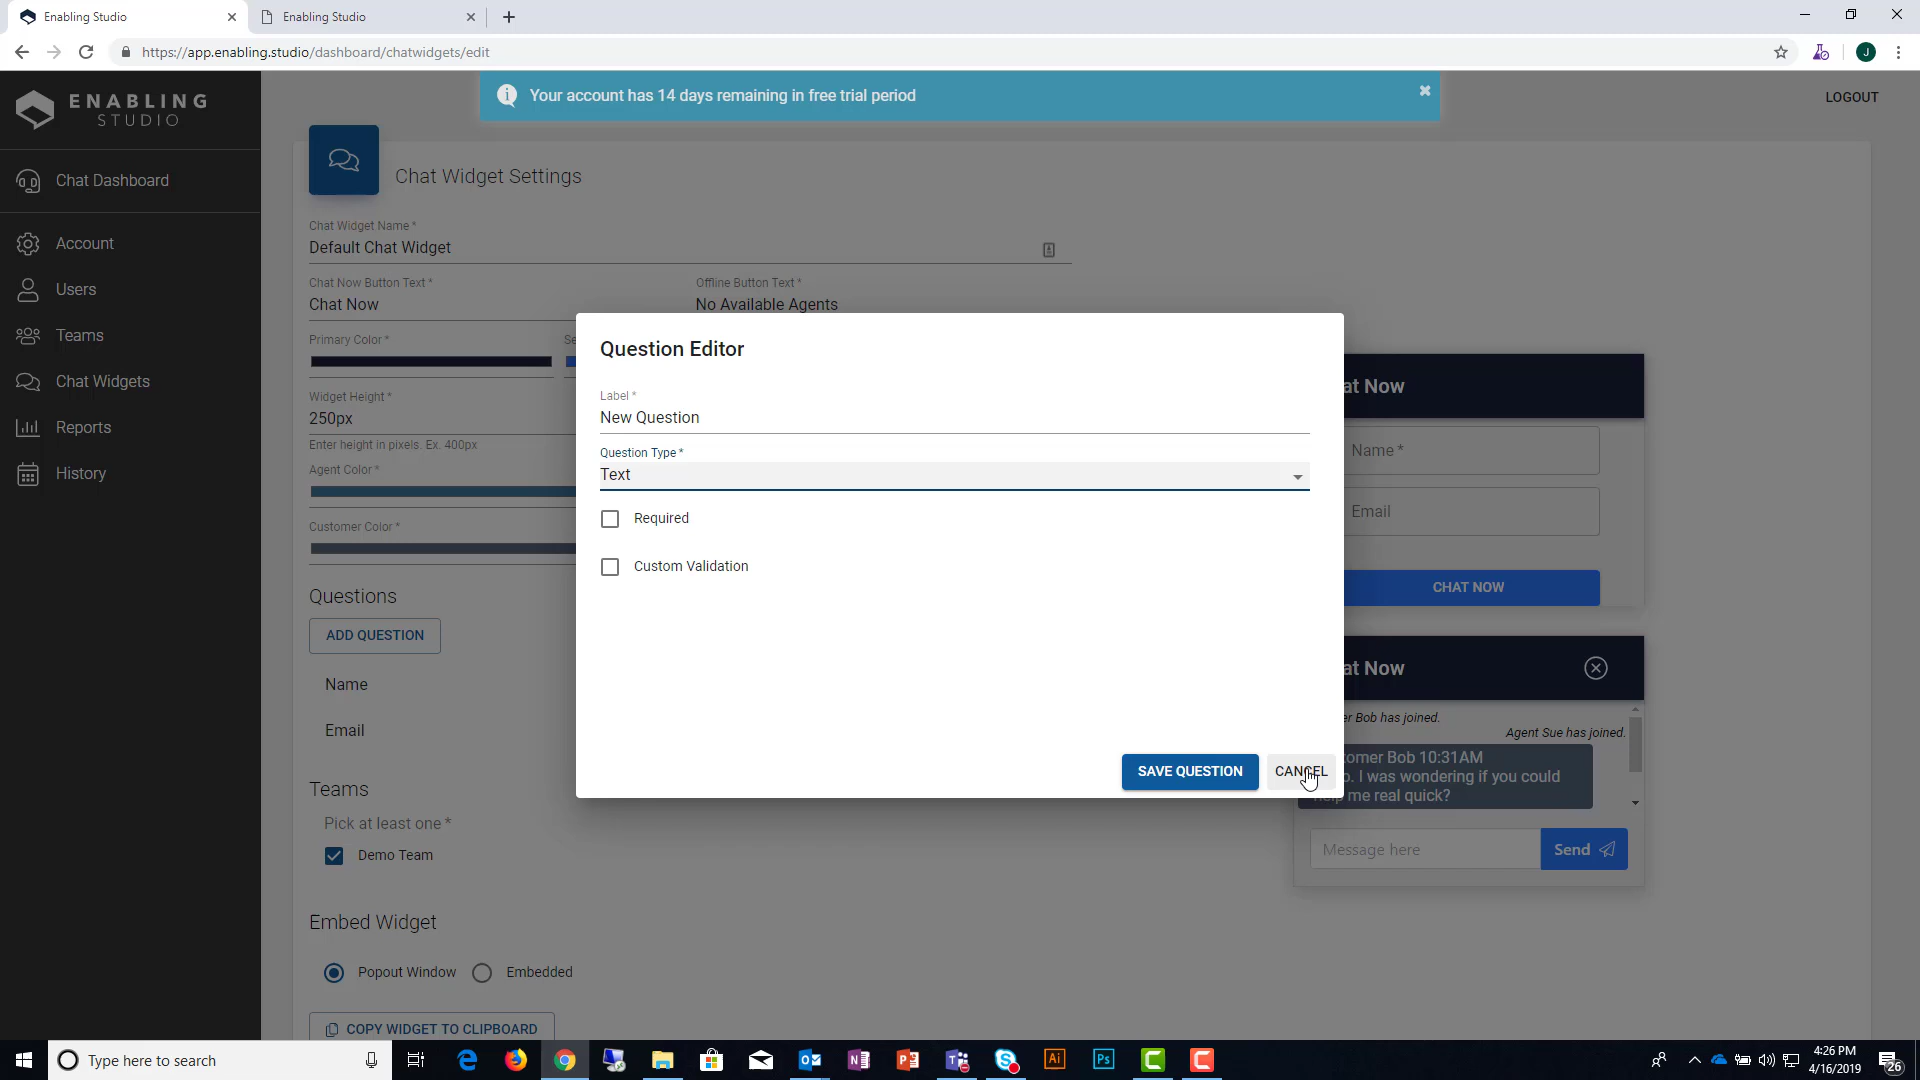 Enabling Studio
Enabling Studio
https://app.enabling.studio/dashboard/chatwidgets/edit
J
ENABLING
STUDIO
Your account has 14 days remaining in free trial period
LOGOUT
Chat Dashboard
Account
Users
Teams
Chat Widgets
Reports
History
Chat Widget Settings
Chat Widget Name *
Default Chat Widget
Chat Now Button Text *
Chat Now
Offline Button Text *
No Available Agents
Primary Color *
Se
Widget Height *
250px
Enter height in pixels. Ex. 400px
Agent Color *
Customer Color *
Questions
ADD QUESTION
Name
Email
Teams
Pick at least one *
Demo Team
Embed Widget
Popout Window
Embedded
COPY WIDGET TO CLIPBOARD
Question Editor
Label *
New Question
Question Type *
Text
Required
Custom Validation
SAVE QUESTION
CANCEL
at Now
Name *
Email
CHAT NOW
at Now
er Bob has joined.
Agent Sue has joined.
tomer Bob 10:31AM
o. I was wondering if you could
help me real quick?
Message here
Send
Type here to search
Ai
Ps
4:26 PM
4/16/2019
26